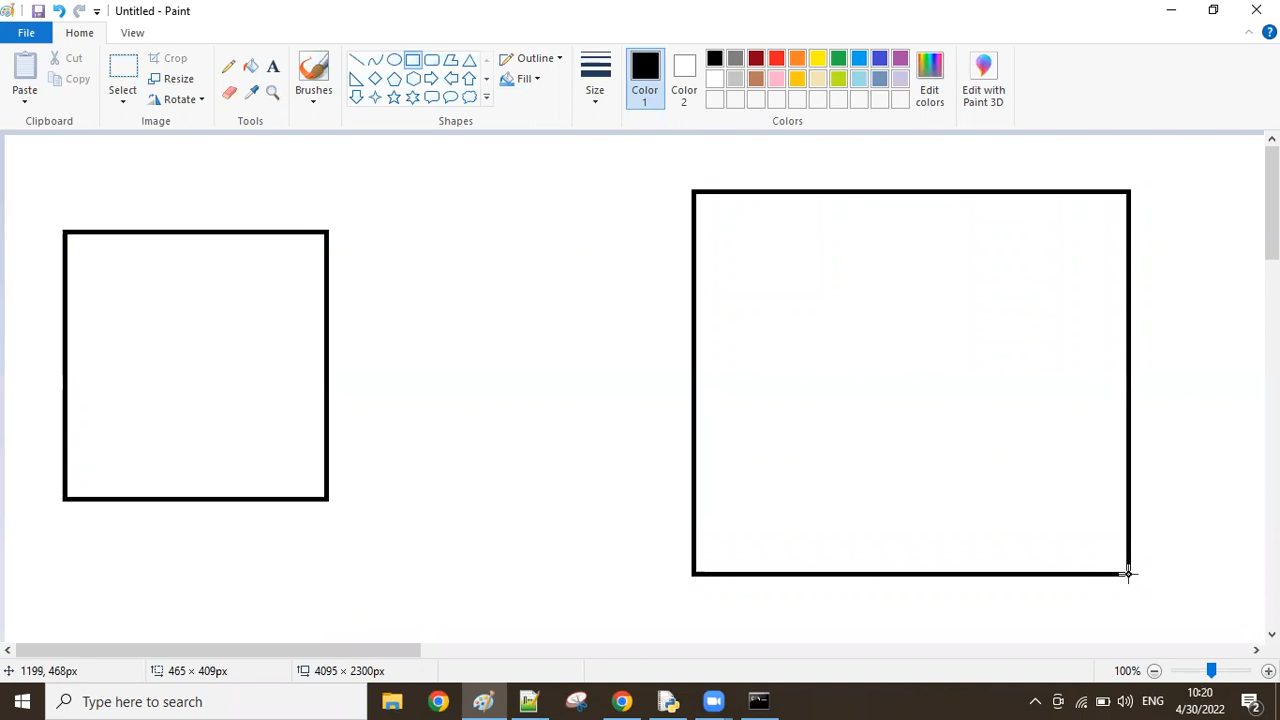 Untitled - Paint
File
Home
View
Paste
Cut
Copy
Clipboard
Select
Crop
Resize
Rotate
Image
Tools
Brushes
Shapes
Outline
Fill
Size
Color 1
Color 2
Colors
Edit colors
Edit with Paint 3D
1199, 468px
465 × 409px
4095 × 2300px
100%
Type here to search
ENG
10:20
4/30/2022
2